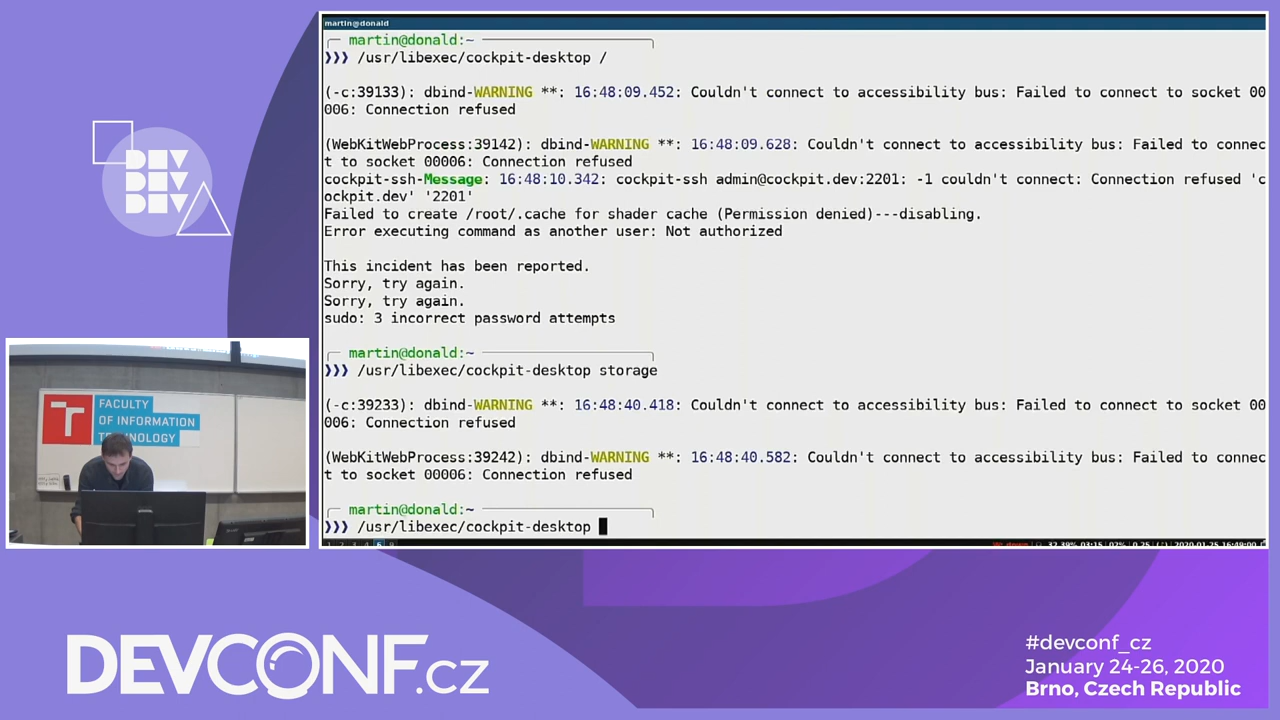 martin@donald
martin@donald:~
❯❯❯ /usr/libexec/cockpit-desktop /
(-c:39133): dbind-WARNING **: 16:48:09.452: Couldn't connect to accessibility bus: Failed to connect to socket 00
006: Connection refused
(WebKitWebProcess:39142): dbind-WARNING **: 16:48:09.628: Couldn't connect to accessibility bus: Failed to connec
t to socket 00006: Connection refused
cockpit-ssh-Message: 16:48:10.342: cockpit-ssh admin@cockpit.dev:2201: -1 couldn't connect: Connection refused 'c
ockpit.dev' '2201'
Failed to create /root/.cache for shader cache (Permission denied)---disabling.
Error executing command as another user: Not authorized
This incident has been reported.
Sorry, try again.
Sorry, try again.
sudo: 3 incorrect password attempts
martin@donald:~
❯❯❯ /usr/libexec/cockpit-desktop storage
(-c:39233): dbind-WARNING **: 16:48:40.418: Couldn't connect to accessibility bus: Failed to connect to socket 00
006: Connection refused
(WebKitWebProcess:39242): dbind-WARNING **: 16:48:40.582: Couldn't connect to accessibility bus: Failed to connec
t to socket 00006: Connection refused
martin@donald:~
❯❯❯ /usr/libexec/cockpit-desktop
DEV
DEV
DEV
FACULTY
OF INFORMATION
DEVCONF.cz
#devconf_cz
January 24-26, 2020
Brno, Czech Republic